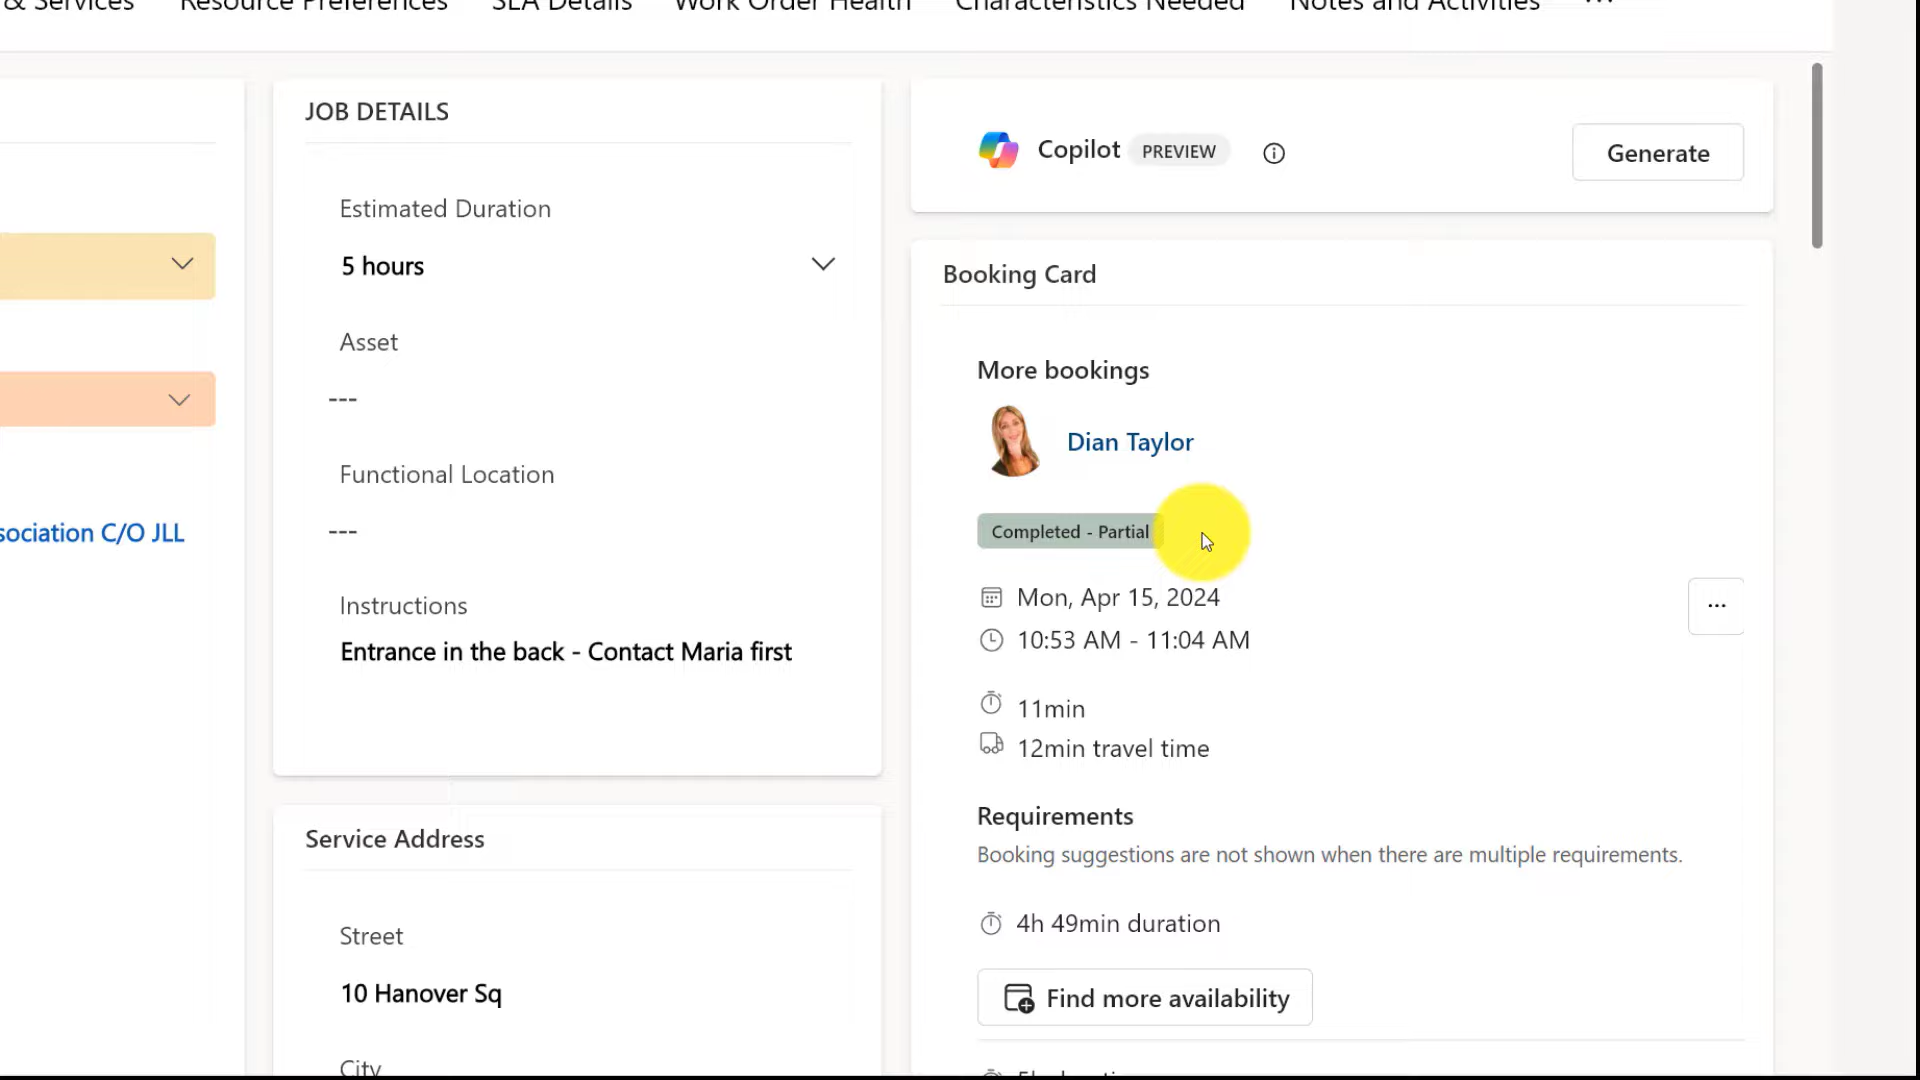 & Services Resource Preferences SLA Details Work Order Health Characteristics Needed Notes and Activities ...
JOB DETAILS
Estimated Duration
5 hours
Asset
---
Functional Location
---
Instructions
Entrance in the back - Contact Maria first
sociation C/O JLL
Service Address
Street
10 Hanover Sq
City
Copilot PREVIEW
Generate
Booking Card
More bookings
Dian Taylor
Completed - Partial
Mon, Apr 15, 2024
10:53 AM - 11:04 AM
...
11min
12min travel time
Requirements
Booking suggestions are not shown when there are multiple requirements.
4h 49min duration
Find more availability